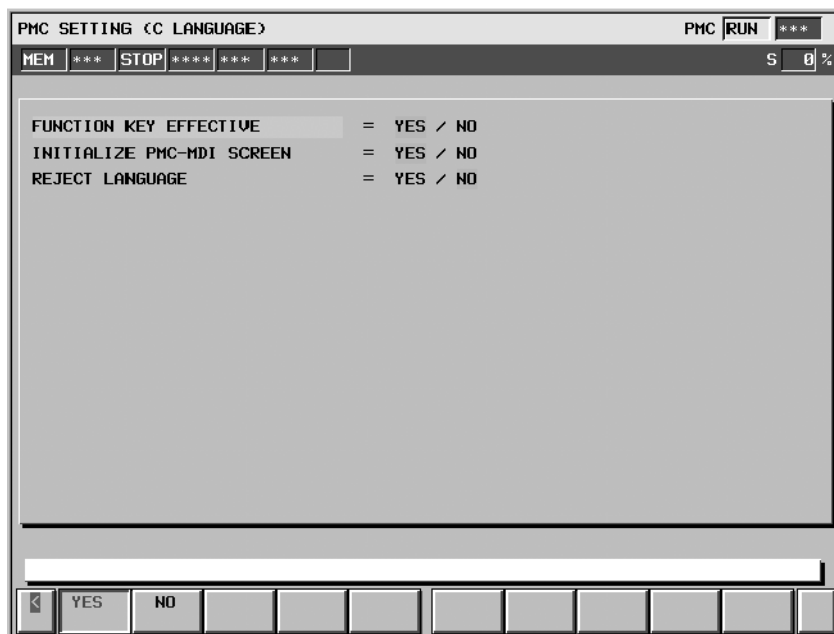 PMC SETTING (C LANGUAGE) PMC RUN ***
MEM *** STOP **** *** *** S 0 %
FUNCTION KEY EFFECTIVE = YES / NO
INITIALIZE PMC-MDI SCREEN = YES / NO
REJECT LANGUAGE = YES / NO
< YES NO